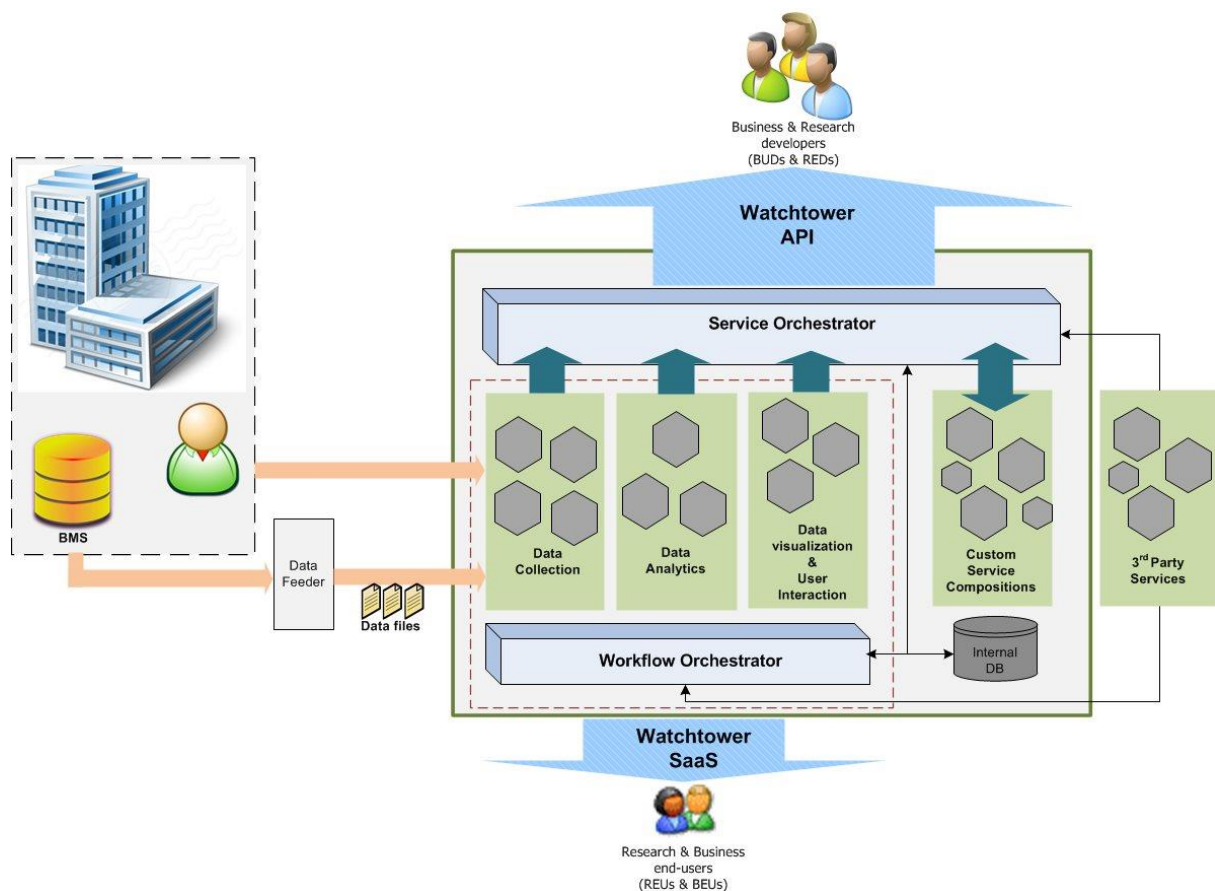 Business & Research
developers
(BUDs & REDs)
Watchtower
API
Service Orchestrator
BMS
Data
Feeder
Data files
Data
Collection
Data
Analytics
Data
visualization
&
User
Interaction
Custom
Service
Compositions
3rd Party
Services
Workflow Orchestrator
Internal
DB
Watchtower
SaaS
Research & Business
end-users
(REUs & BEUs)